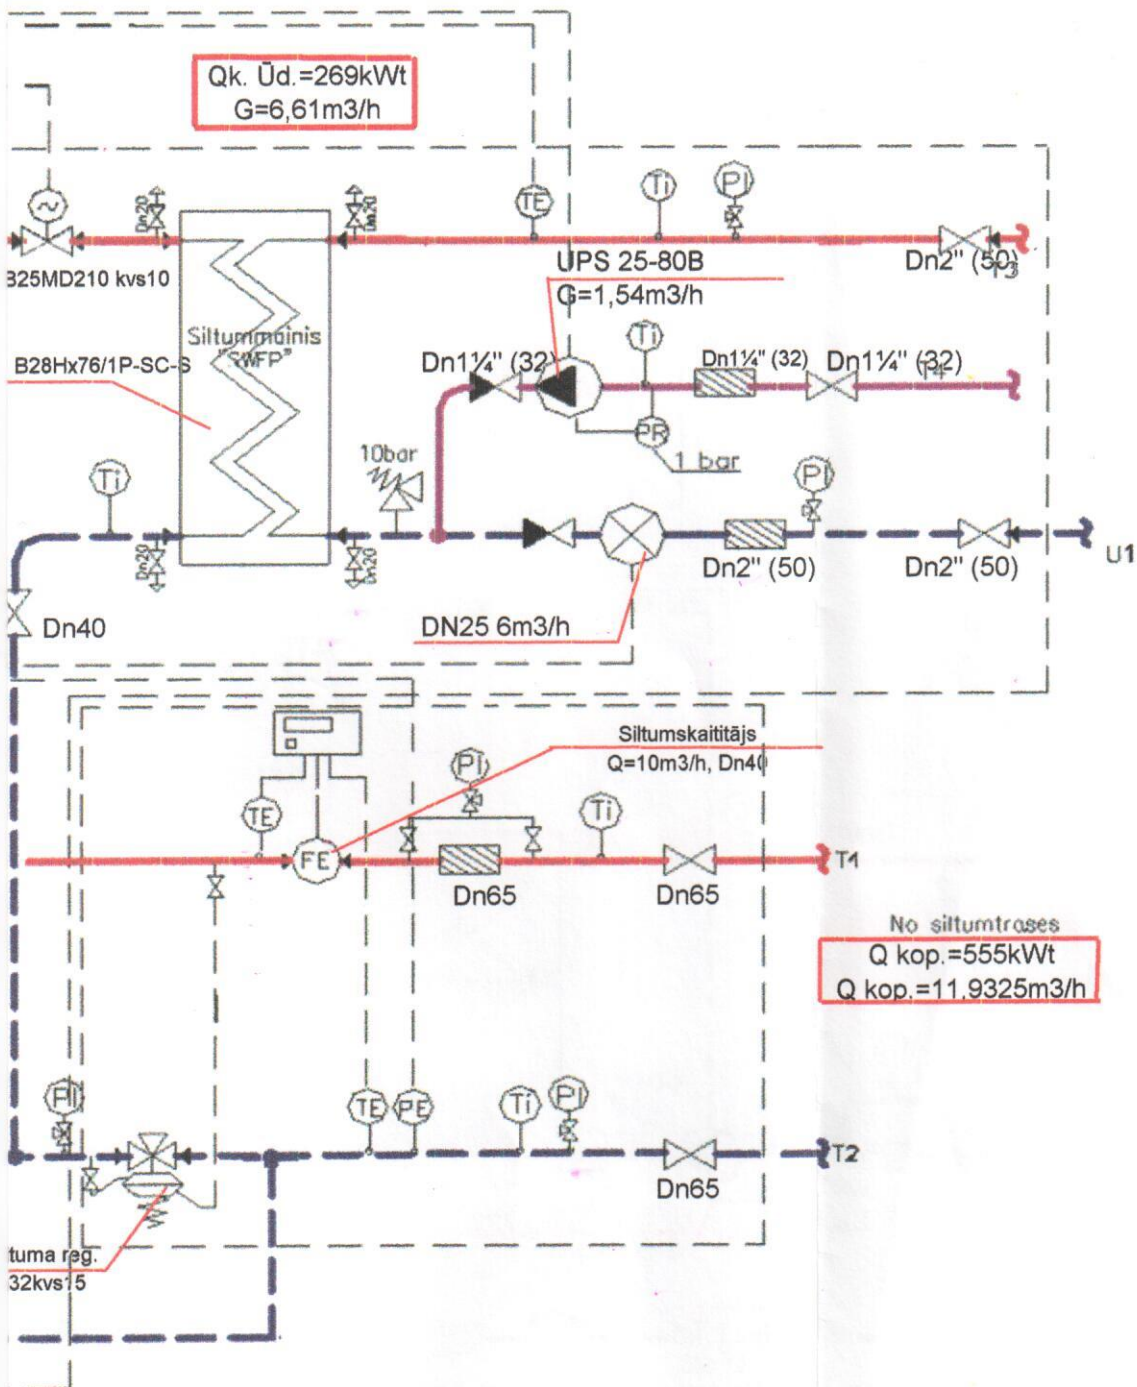 Qk. Ūd.=269kWt
G=6,61m3/h
Dn20
Dn20
TE
Ti
PI
B25MD210 kvs10
UPS 25-80B
G=1,54m3/h
Dn2" (50)
T3
Siltummainis
"SWEP"
B28Hx76/1P-SC-S
Ti
Dn1¼" (32)
Dn1¼" (32)
Dn1¼" (32)
T4
10bar
PR
1 bar
Ti
PI
Dn20
Dn20
Dn2" (50)
Dn2" (50)
U1
Dn40
DN25 6m3/h
Siltumskaititājs
Q=10m3/h, Dn40
PI
TE
Ti
FE
T1
Dn65
Dn65
No siltumtrases
Q kop.=555kWt
Q kop.=11,9325m3/h
PI
TE
PE
Ti
PI
T2
Dn65
tuma reg.
32kvs15